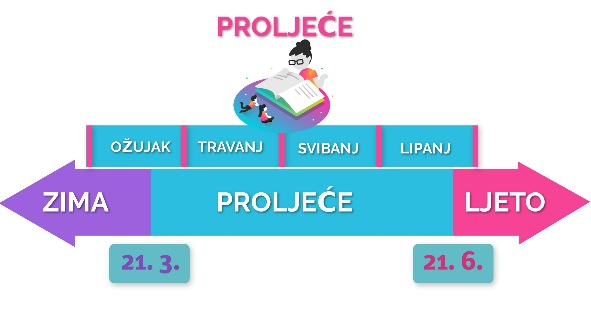 PROLJEĆE
OŽUJAK TRAVANJ SVIBANJ LIPANJ
ZIMA PROLJEĆE LJETO
21. 3. 21. 6.